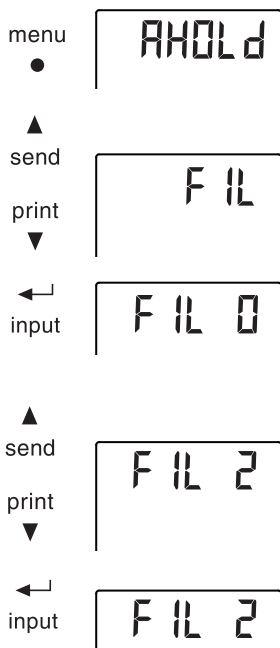 menu
AHOLd
send
FIL
print
input
FIL 0
send
FIL 2
print
input
FIL 2